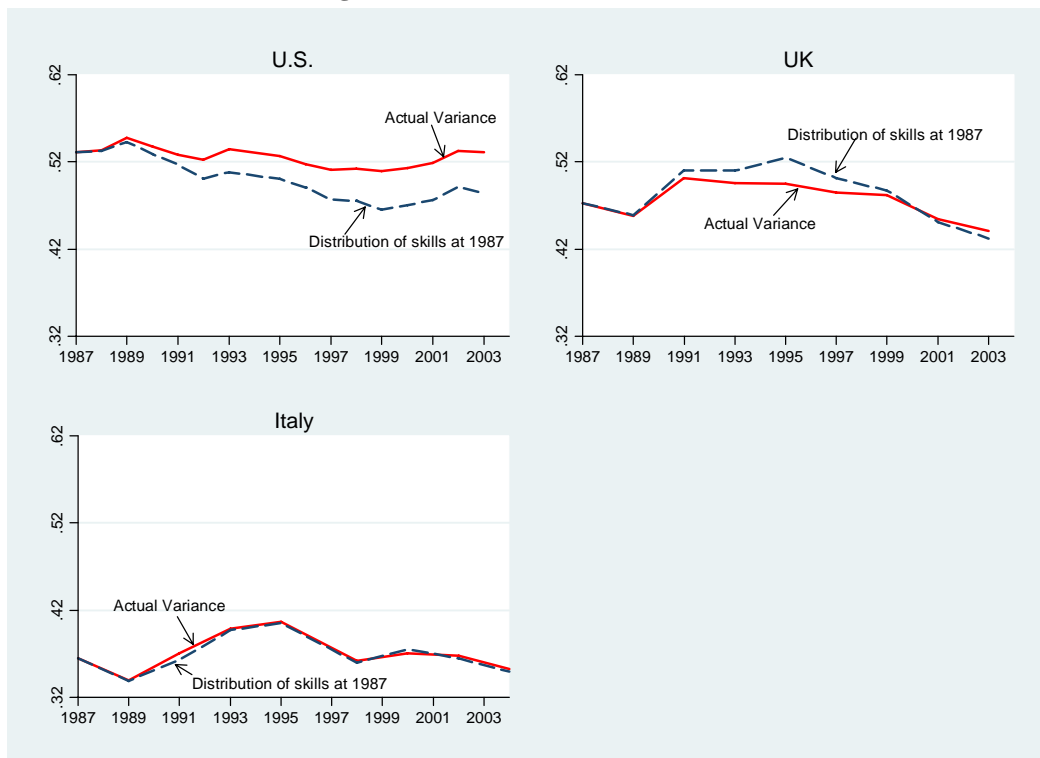 U.S.
.62
.52
.42
.32
Actual Variance
Distribution of skills at 1987
1987 1989 1991 1993 1995 1997 1999 2001 2003
UK
.62
.52
.42
.32
Distribution of skills at 1987
Actual Variance
1987 1989 1991 1993 1995 1997 1999 2001 2003
Italy
.62
.52
.42
.32
Actual Variance
Distribution of skills at 1987
1987 1989 1991 1993 1995 1997 1999 2001 2003